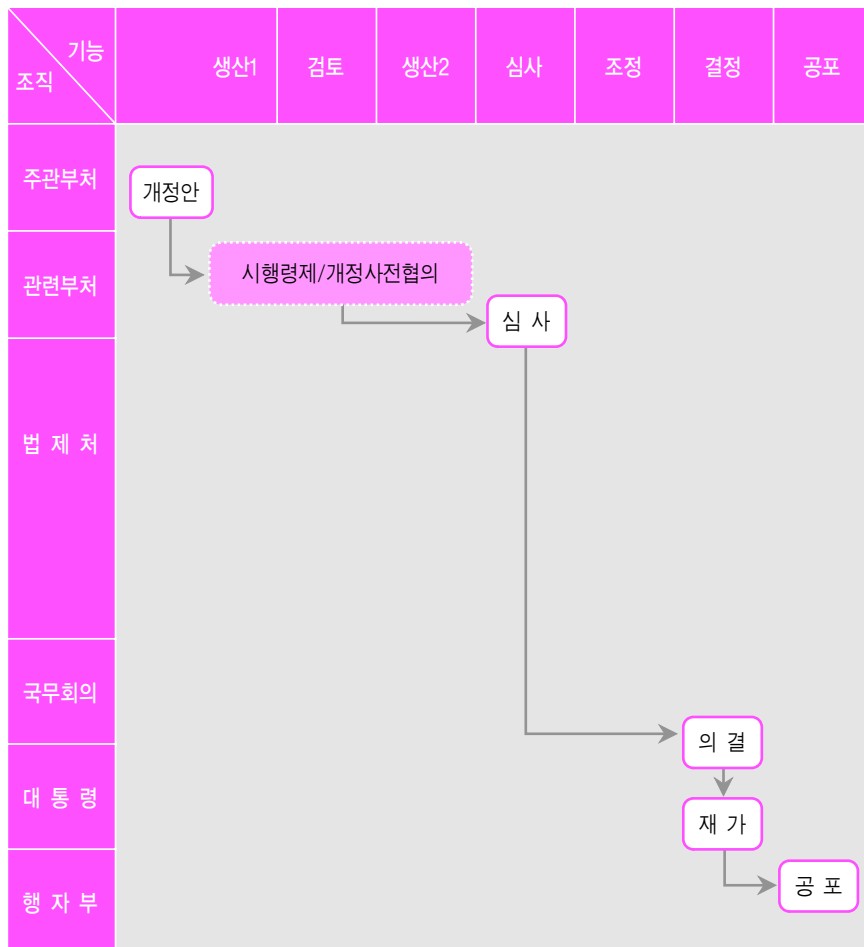 기능
조직
생산1
검토
생산2
심사
조정
결정
공포
주관부처
개정안
관련부처
시행령제/개정사전협의
심 사
법 제 처
국무회의
의 결
대 통 령
재 가
행 자 부
공 포